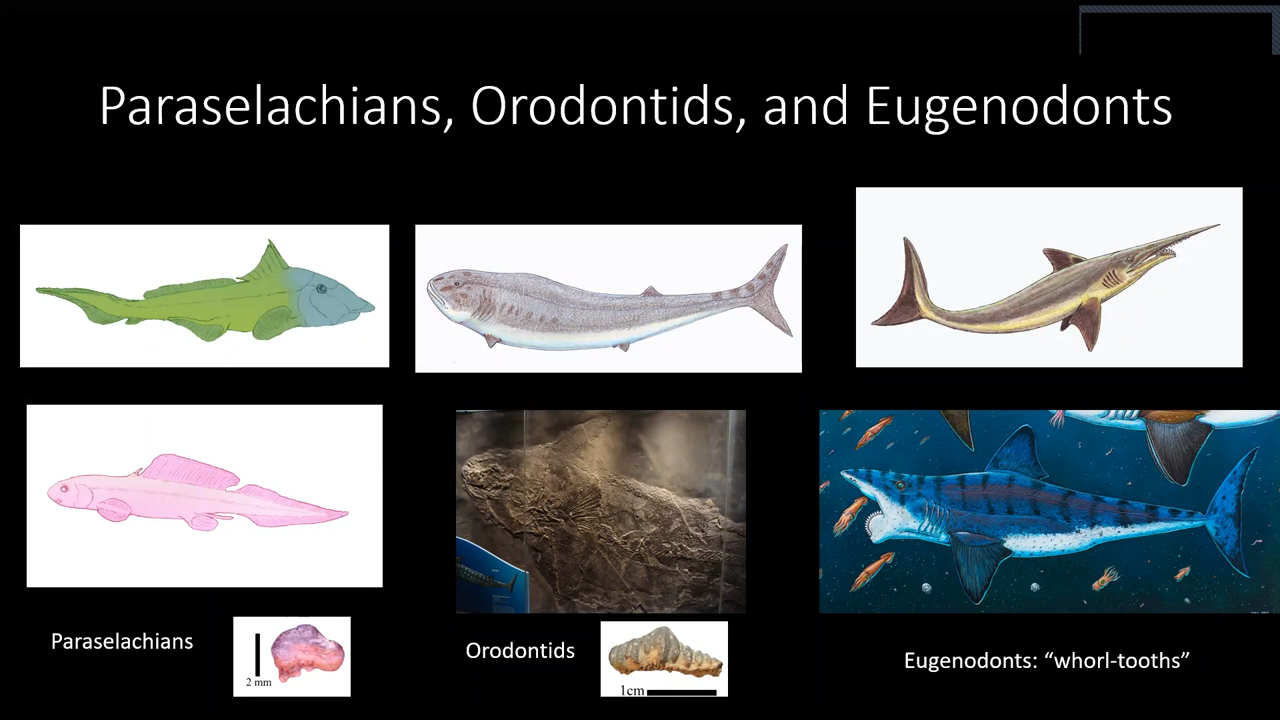 Paraselachians, Orodontids, and Eugenodonts
Paraselachians
2 mm
Orodontids
1cm
Eugenodonts: “whorl-tooths”